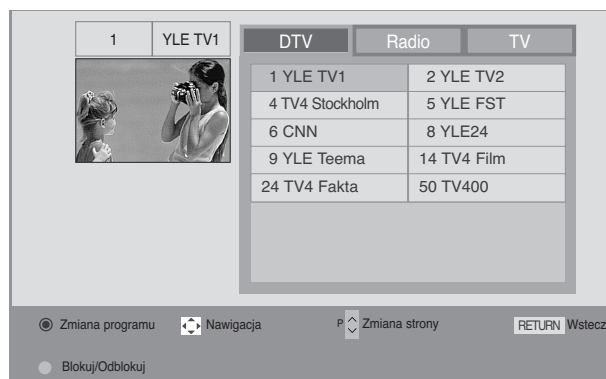 1 YLE TV1
DTV Radio TV
1 YLE TV1 2 YLE TV2
4 TV4 Stockholm 5 YLE FST
6 CNN 8 YLE24
9 YLE Teema 14 TV4 Film
24 TV4 Fakta 50 TV400
Zmiana programu Nawigacja P Zmiana strony RETURN Wstecz
Blokuj/Odblokuj